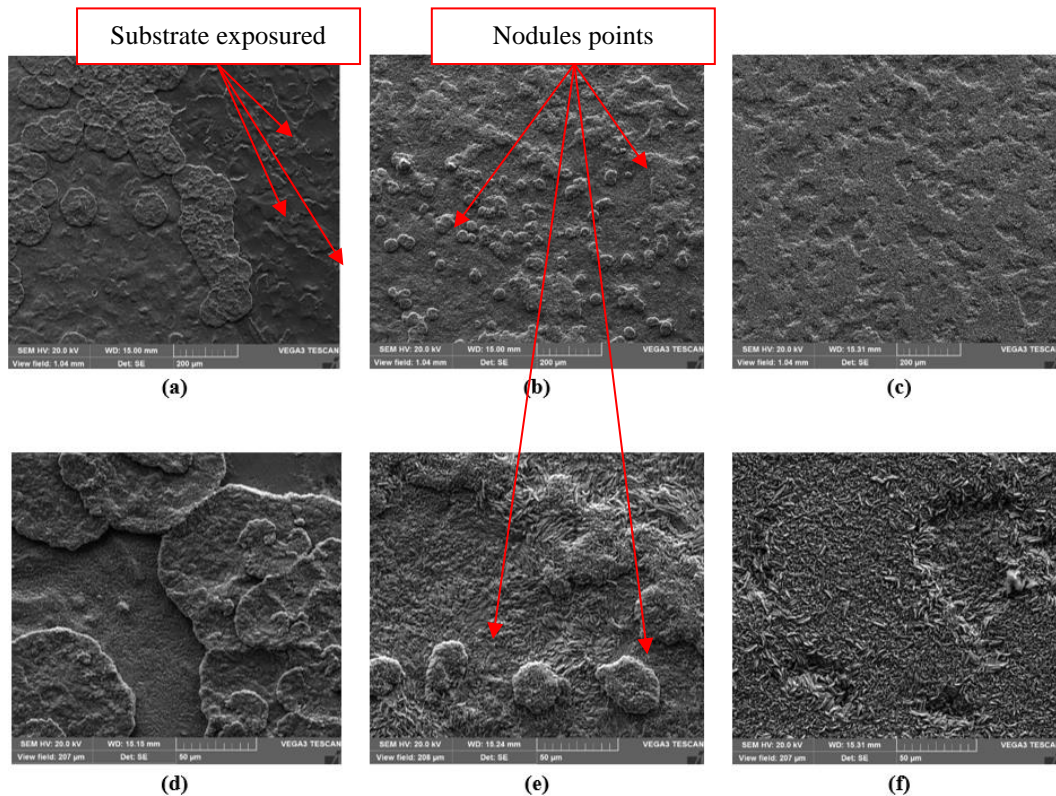 Substrate exposured
Nodules points
SEM HV: 20.0 kV WD: 15.00 mm VEGA3 TESCAN
View field: 1.04 mm Det: SE 200 µm
(a)
SEM HV: 20.0 kV WD: 15.00 mm VEGA3 TESCAN
View field: 1.04 mm Det: SE 200 µm
(b)
SEM HV: 20.0 kV WD: 15.31 mm VEGA3 TESCAN
View field: 1.04 mm Det: SE 200 µm
(c)
SEM HV: 20.0 kV WD: 15.15 mm VEGA3 TESCAN
View field: 207 µm Det: SE 50 µm
(d)
SEM HV: 20.0 kV WD: 15.24 mm VEGA3 TESCAN
View field: 208 µm Det: SE 50 µm
(e)
SEM HV: 20.0 kV WD: 15.31 mm VEGA3 TESCAN
View field: 207 µm Det: SE 50 µm
(f)